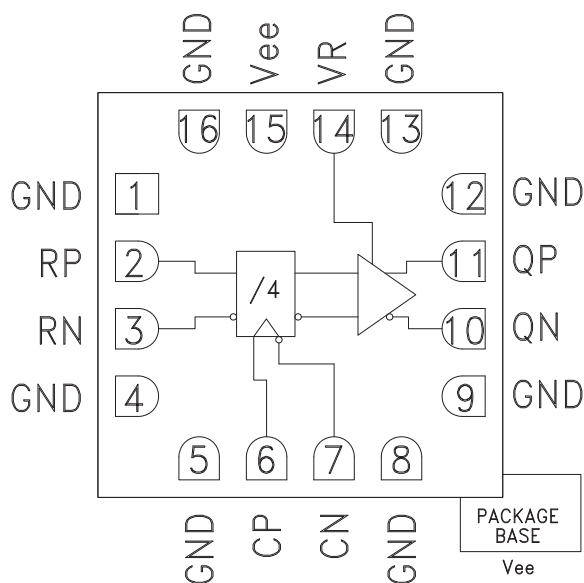 GND Vee VR GND
16 15 14 13
GND 1 12 GND
RP 2 11 QP
/4
RN 3 10 QN
GND 4 9 GND
5 6 7 8
GND CP CN GND
PACKAGE
BASE
Vee